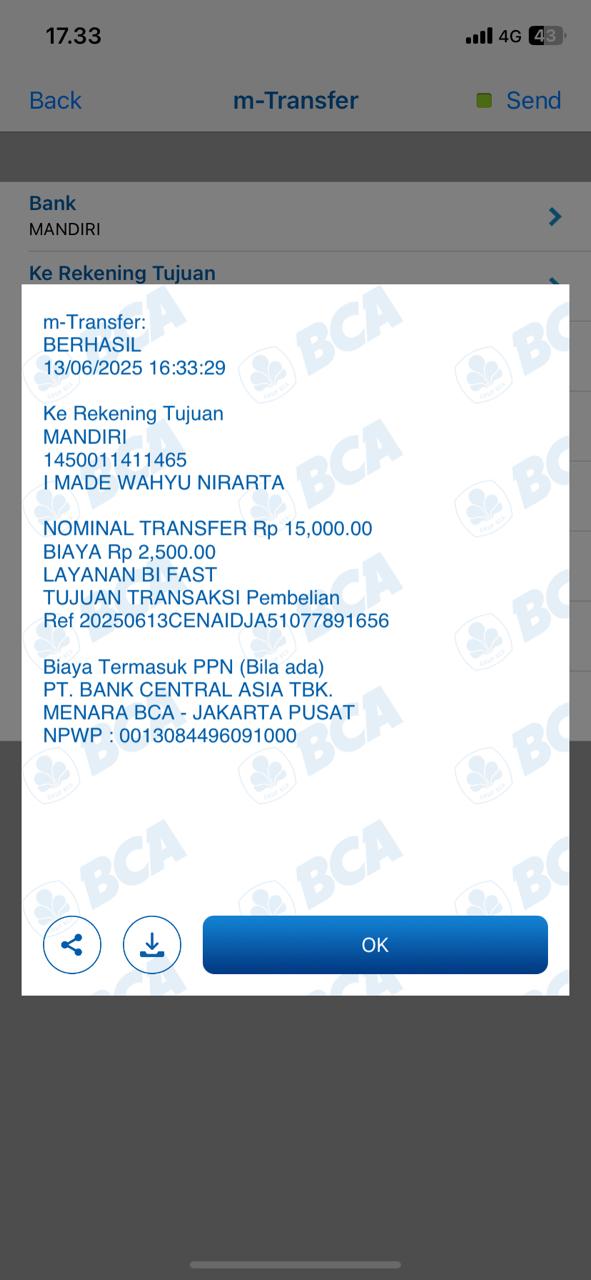 17.33
4G 43
Back
m-Transfer
Send
Bank
MANDIRI
Ke Rekening Tujuan
m-Transfer:
BERHASIL
13/06/2025 16:33:29
Ke Rekening Tujuan
MANDIRI
1450011411465
I MADE WAHYU NIRARTA
NOMINAL TRANSFER Rp 15,000.00
BIAYA Rp 2,500.00
LAYANAN BI FAST
TUJUAN TRANSAKSI Pembelian
Ref 20250613CENAIDJA51077891656
Biaya Termasuk PPN (Bila ada)
PT. BANK CENTRAL ASIA TBK.
MENARA BCA - JAKARTA PUSAT
NPWP : 0013084496091000
BCA
OK